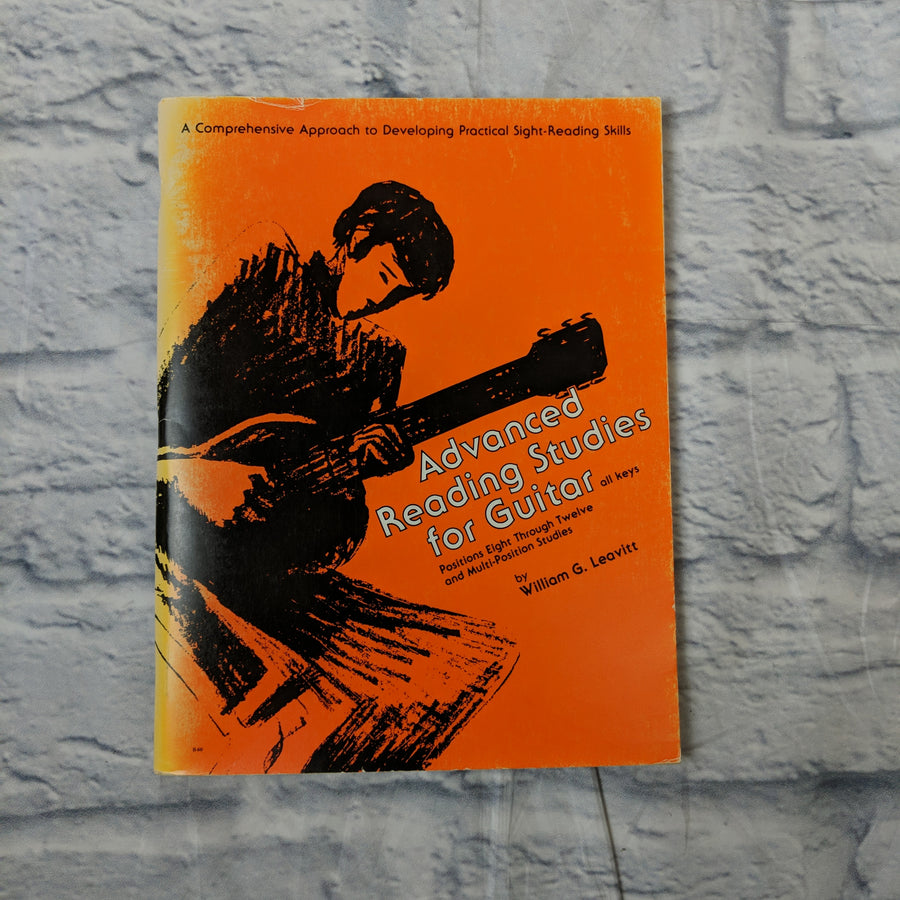 A Comprehensive Approach to Developing Practical Sight-Reading Skills
Advanced
Reading Studies
for Guitar all keys
Positions Eight Through Twelve
and Multi-Position Studies
by
William G. Leavitt